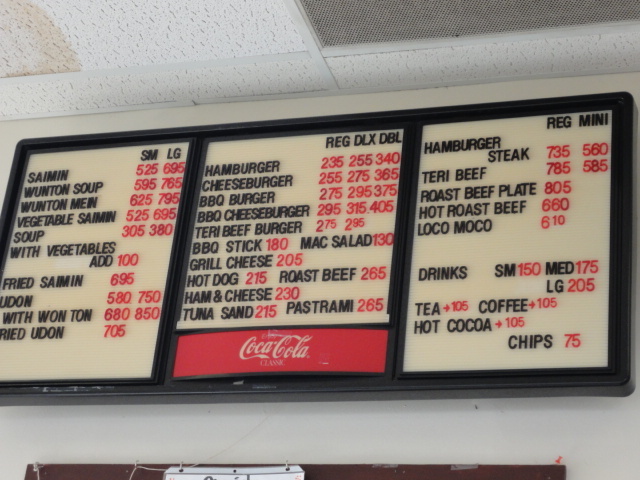 SM LG
SAIMIN 525 695
WUNTON SOUP 595 765
WUNTON MEIN 625 795
VEGETABLE SAIMIN 525 695
SOUP 305 380
WITH VEGETABLES
ADD 100
FRIED SAIMIN 695
UDON 580 750
WITH WON TON 680 850
RIED UDON 705
REG DLX DBL
HAMBURGER 235 255 340
CHEESEBURGER 255 275 365
BBQ BURGER 275 295 375
BBQ CHEESEBURGER 295 315 405
TERI BEEF BURGER 275 295
BBQ STICK 180 MAC SALAD 130
GRILL CHEESE 205
HOT DOG 215 ROAST BEEF 265
HAM & CHEESE 230
TUNA SAND 215 PASTRAMI 265
Coca-Cola
CLASSIC
REG MINI
HAMBURGER
STEAK 735 560
TERI BEEF 785 585
ROAST BEEF PLATE 805
HOT ROAST BEEF 660
LOCO MOCO 610
DRINKS SM 150 MED 175
LG 205
TEA +105 COFFEE +105
HOT COCOA +105
CHIPS 75